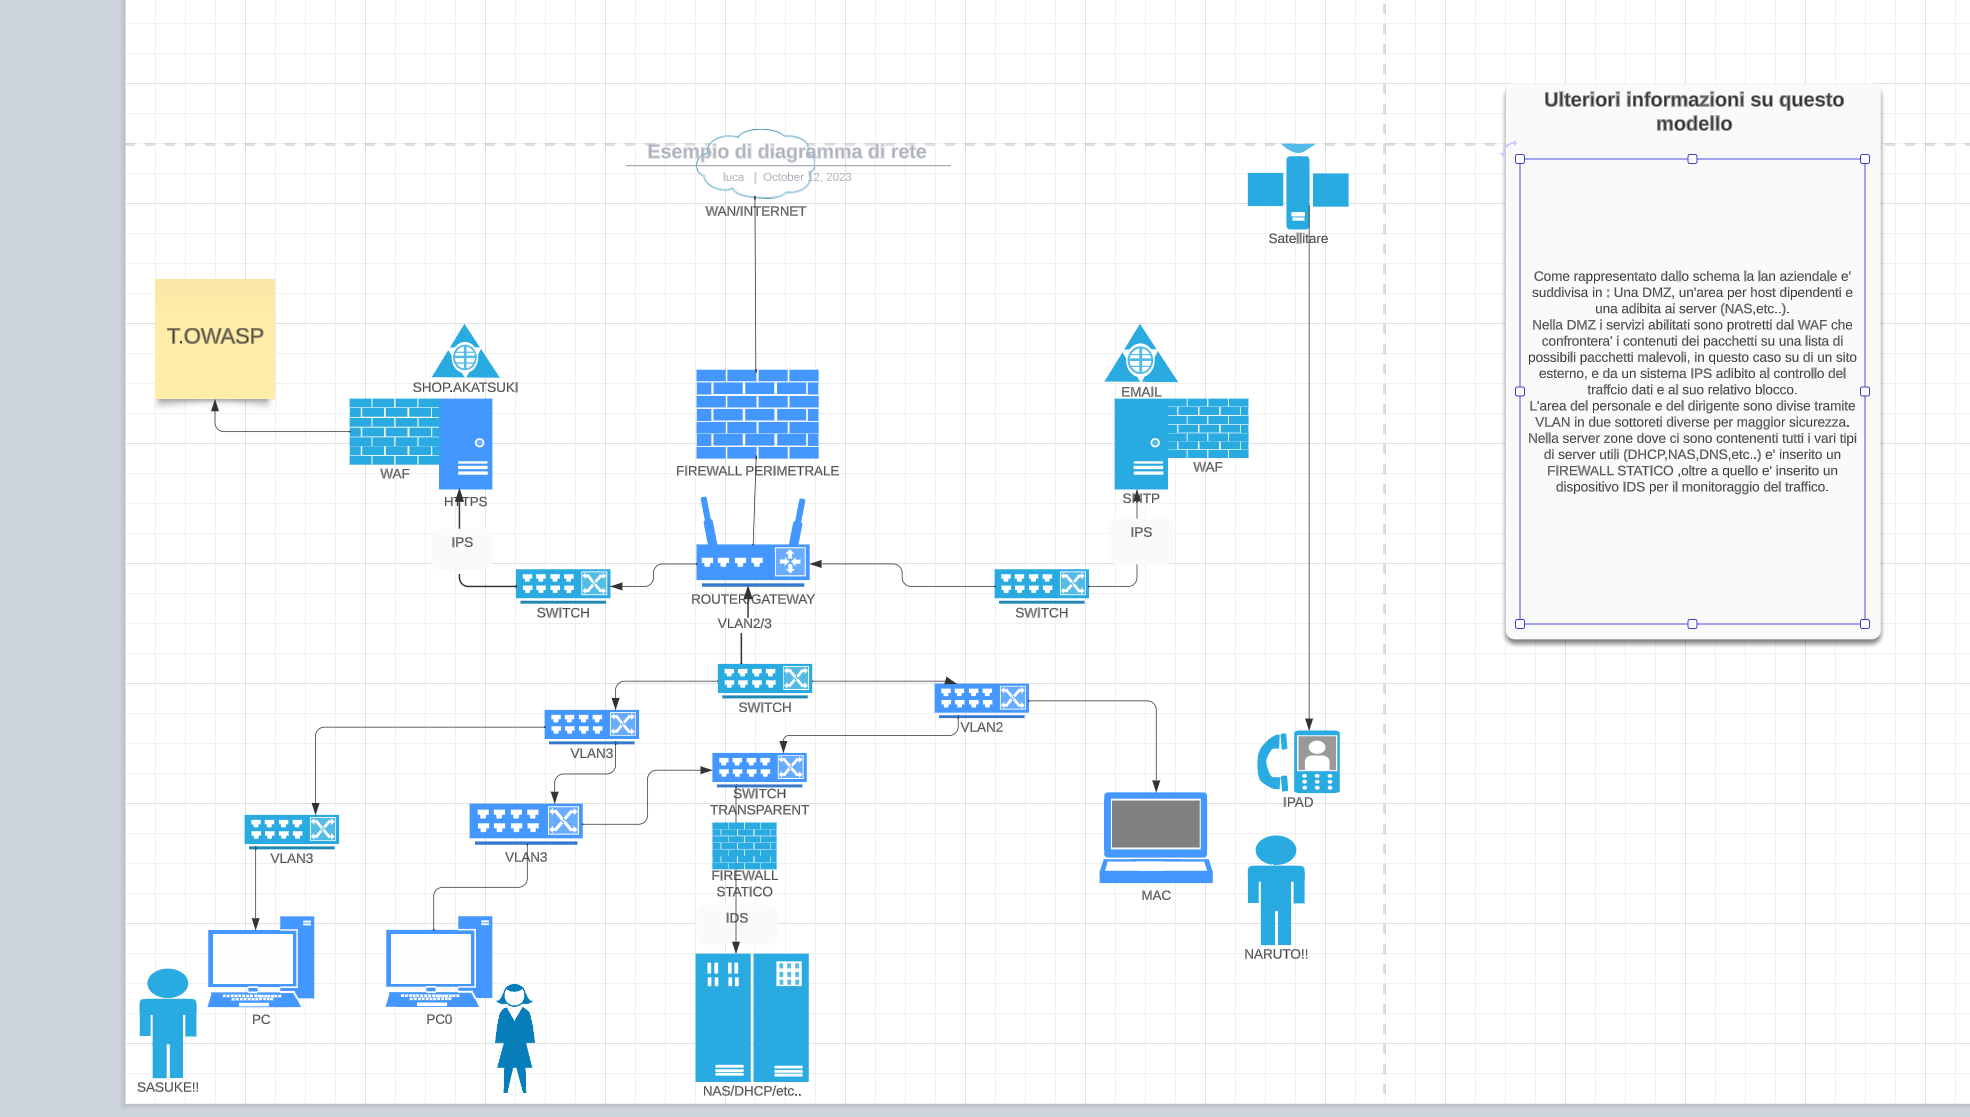 Esempio di diagramma di rete
luca | October 12, 2023
WAN/INTERNET
Satellitare
T.OWASP
SHOP.AKATSUKI
WAF
HTTPS
IPS
SWITCH
FIREWALL PERIMETRALE
ROUTER/GATEWAY
VLAN2/3
EMAIL
WAF
SMTP
IPS
SWITCH
SWITCH
VLAN3
VLAN2
SWITCH
TRANSPARENT
VLAN3
VLAN3
FIREWALL
STATICO
IDS
NAS/DHCP/etc..
IPAD
MAC
NARUTO!!
PC
PC0
SASUKE!!
Ulteriori informazioni su questo
modello
Come rappresentato dallo schema la lan aziendale e'
suddivisa in : Una DMZ, un'area per host dipendenti e
una adibita ai server (NAS,etc..).
Nella DMZ i servizi abilitati sono protretti dal WAF che
confrontera' i contenuti dei pacchetti su una lista di
possibili pacchetti malevoli, in questo caso su di un sito
esterno, e da un sistema IPS adibito al controllo del
traffcio dati e al suo relativo blocco.
L'area del personale e del dirigente sono divise tramite
VLAN in due sottoreti diverse per maggior sicurezza.
Nella server zone dove ci sono contenenti tutti i vari tipi
di server utili (DHCP,NAS,DNS,etc..) e' inserito un
FIREWALL STATICO ,oltre a quello e' inserito un
dispositivo IDS per il monitoraggio del traffico.